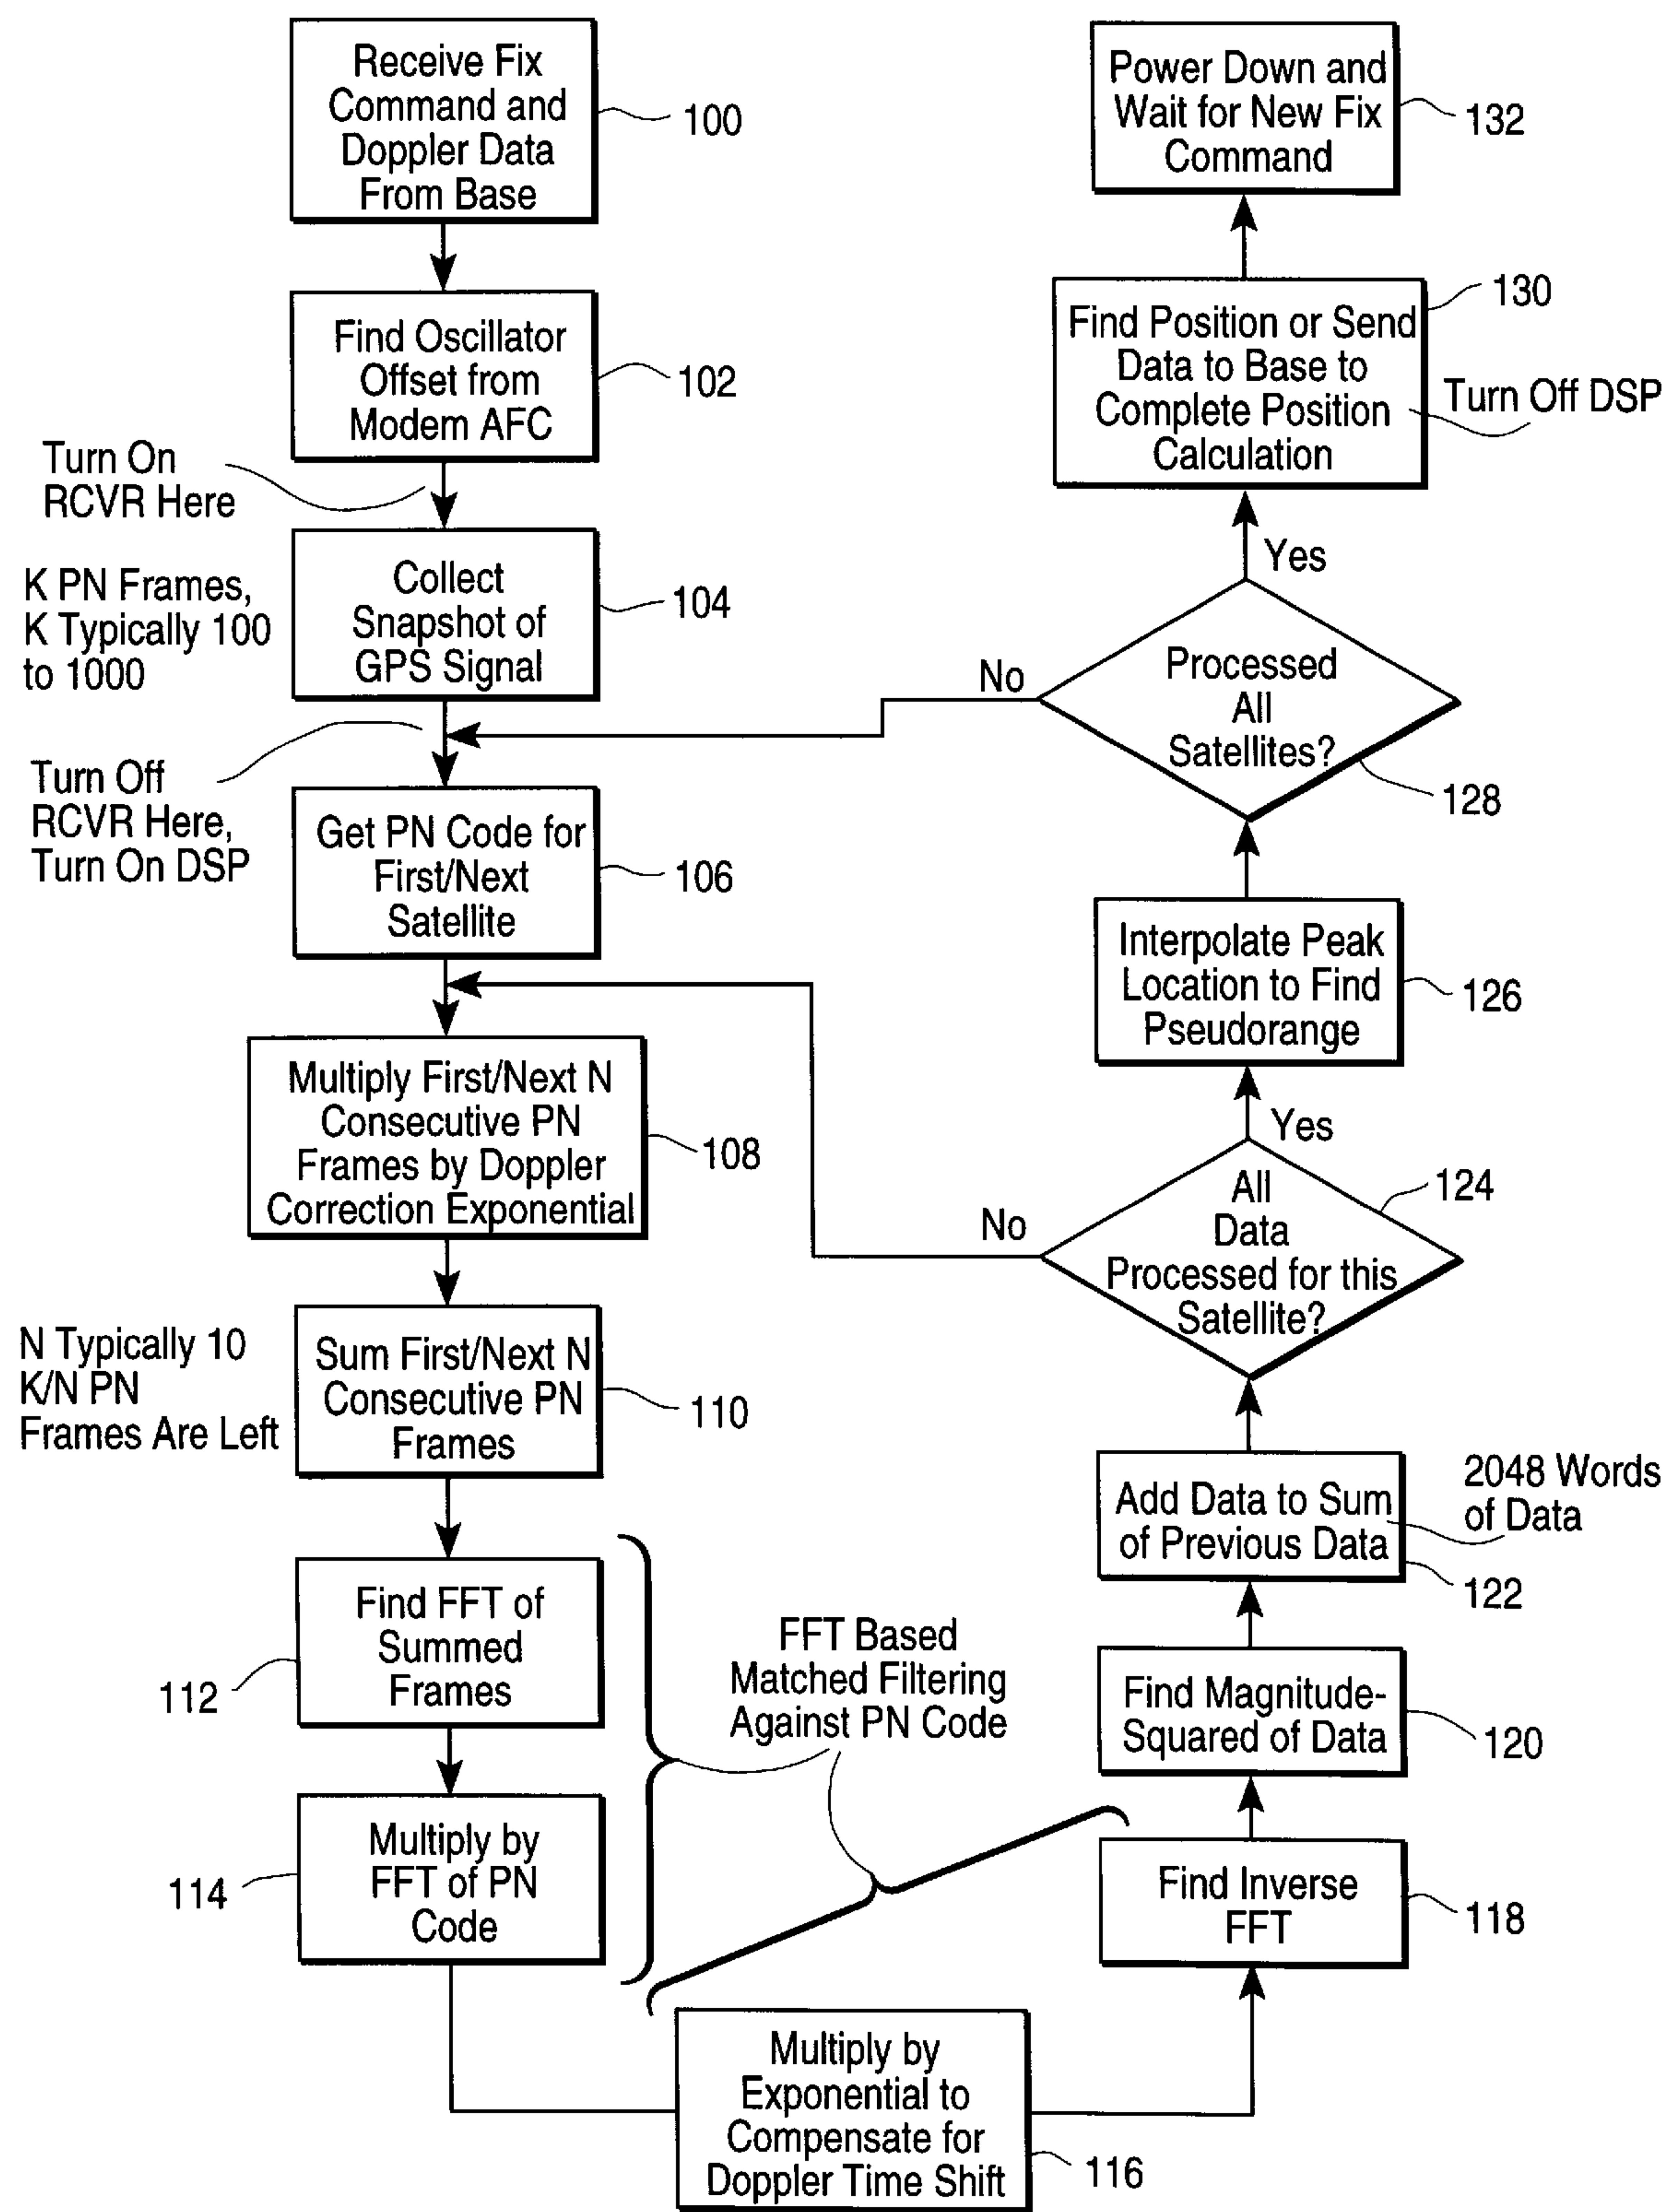 Receive Fix
Command and
Doppler Data
From Base
100
Find Oscillator
Offset from
Modem AFC
102
Turn On
RCVR Here
K PN Frames,
K Typically 100
to 1000
Collect
Snapshot of
GPS Signal
104
Turn Off
RCVR Here,
Turn On DSP
Get PN Code for
First/Next
Satellite
106
Multiply First/Next N
Consecutive PN
Frames by Doppler
Correction Exponential
108
N Typically 10
K/N PN
Frames Are Left
Sum First/Next N
Consecutive PN
Frames
110
Find FFT of
Summed
Frames
112
Multiply by
FFT of PN
Code
114
FFT Based
Matched Filtering
Against PN Code
Multiply by
Exponential to
Compensate for
Doppler Time Shift
116
Find Inverse
FFT
118
Find Magnitude-
Squared of Data
120
Add Data to Sum
of Previous Data
2048 Words
of Data
122
All
Data
Processed for this
Satellite?
124
No
Yes
Interpolate Peak
Location to Find
Pseudorange
126
Processed
All
Satellites?
128
No
Yes
Find Position or Send
Data to Base to
Complete Position
Calculation
130
Turn Off DSP
Power Down and
Wait for New Fix
Command
132